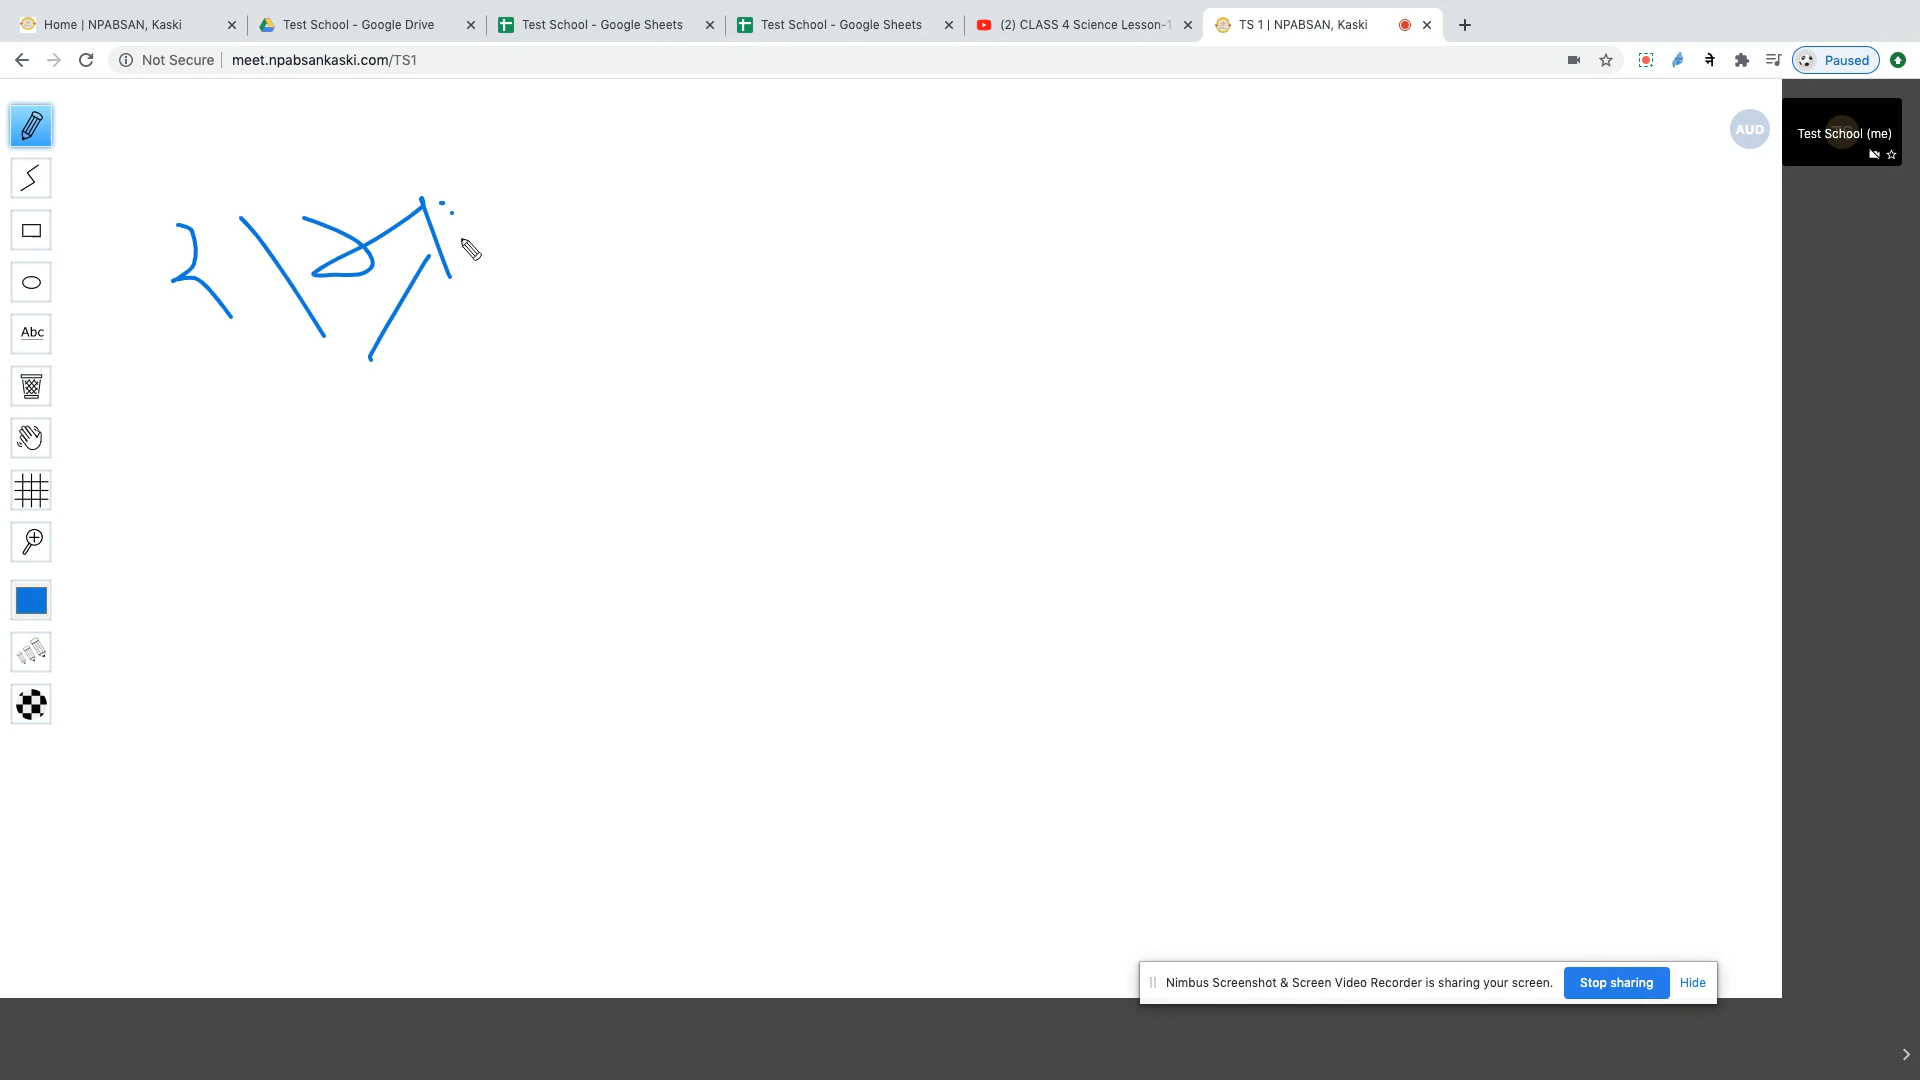 Home | NPABSAN, Kaski
Test School - Google Drive
Test School - Google Sheets
Test School - Google Sheets
(2) CLASS 4 Science Lesson-1
TS 1 | NPABSAN, Kaski
Not Secure
meet.npabsankaski.com/TS1
ने
Paused
AUD
Test School (me)
Abc
Nimbus Screenshot & Screen Video Recorder is sharing your screen.
Stop sharing
Hide